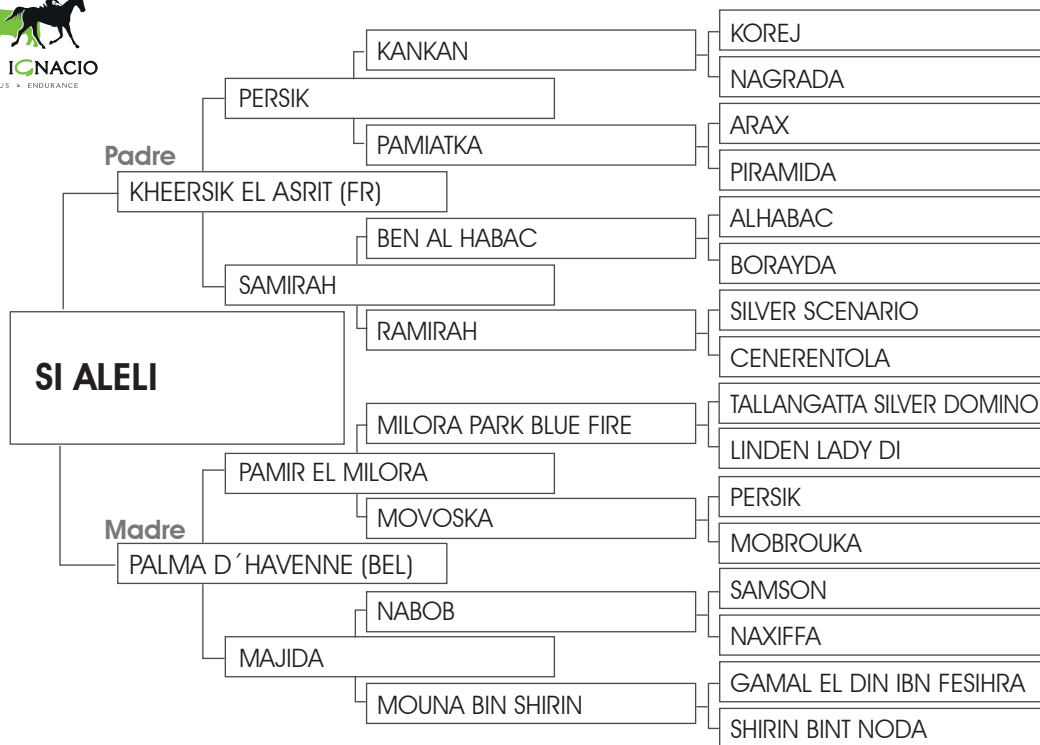 IGNACIO
US & ENDURANCE
KOREJ
KANKAN
NAGRADA
PERSIK
ARAX
PAMIATKA
PIRAMIDA
Padre
KHEERSIK EL ASRIT (FR)
ALHABAC
BEN AL HABAC
BORAYDA
SAMIRAH
SILVER SCENARIO
RAMIRAH
CENERENTOLA
SI ALELI
TALLANGATTA SILVER DOMINO
MILORA PARK BLUE FIRE
LINDEN LADY DI
PAMIR EL MILORA
PERSIK
MOVOSKA
MOBROUKA
Madre
PALMA D´HAVENNE (BEL)
SAMSON
NABOB
NAXIFFA
MAJIDA
GAMAL EL DIN IBN FESIHRA
MOUNA BIN SHIRIN
SHIRIN BINT NODA